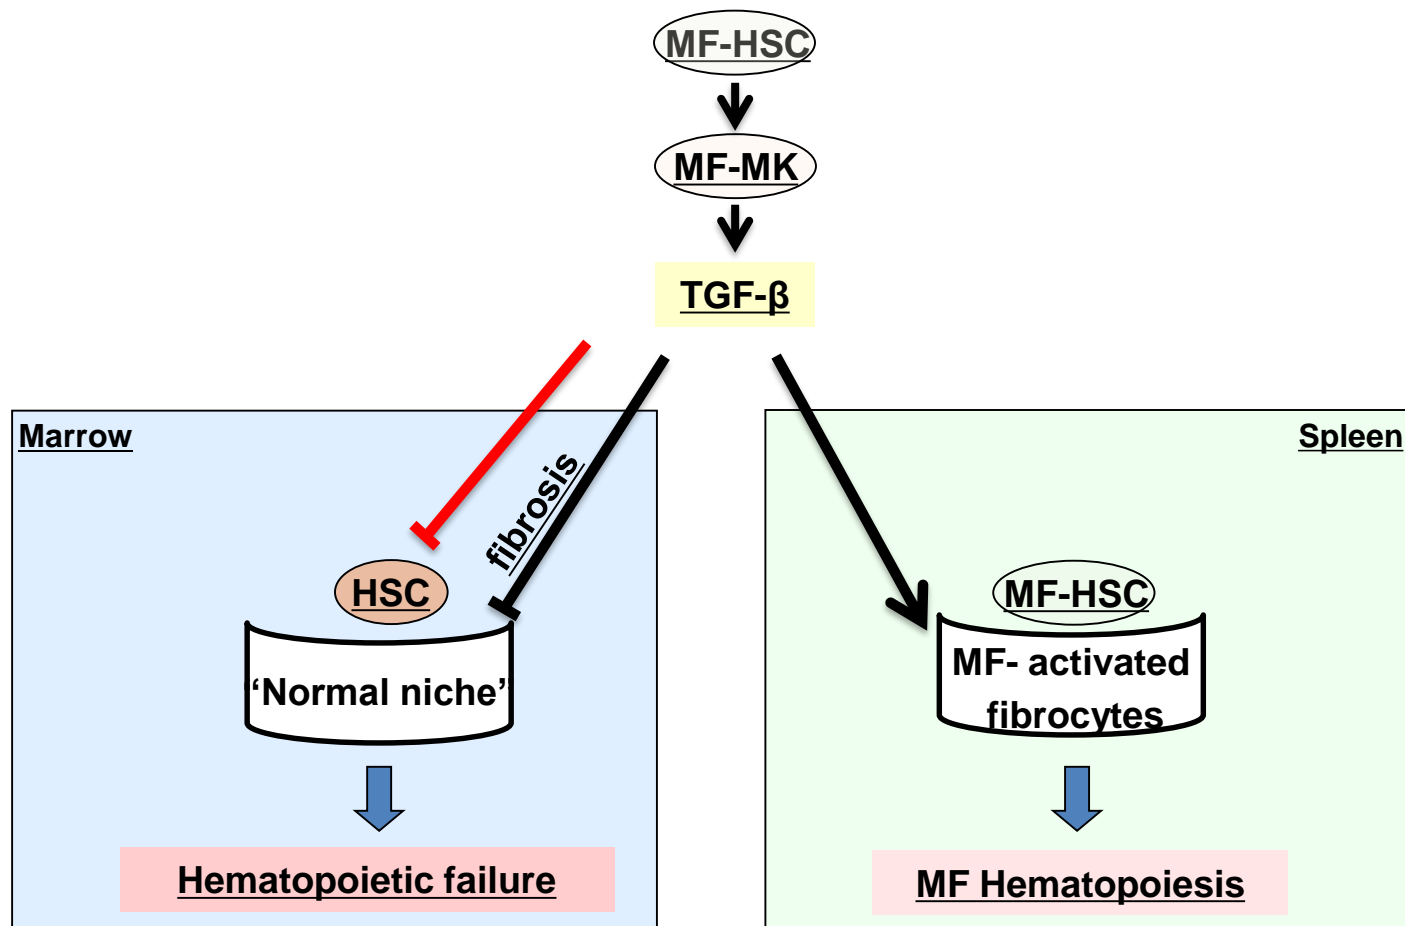 MF-HSC
MF-MK
TGF-β
Marrow
Spleen
fibrosis
HSC
"Normal niche"
MF-HSC
MF- activated
fibrocytes
Hematopoietic failure
MF Hematopoiesis